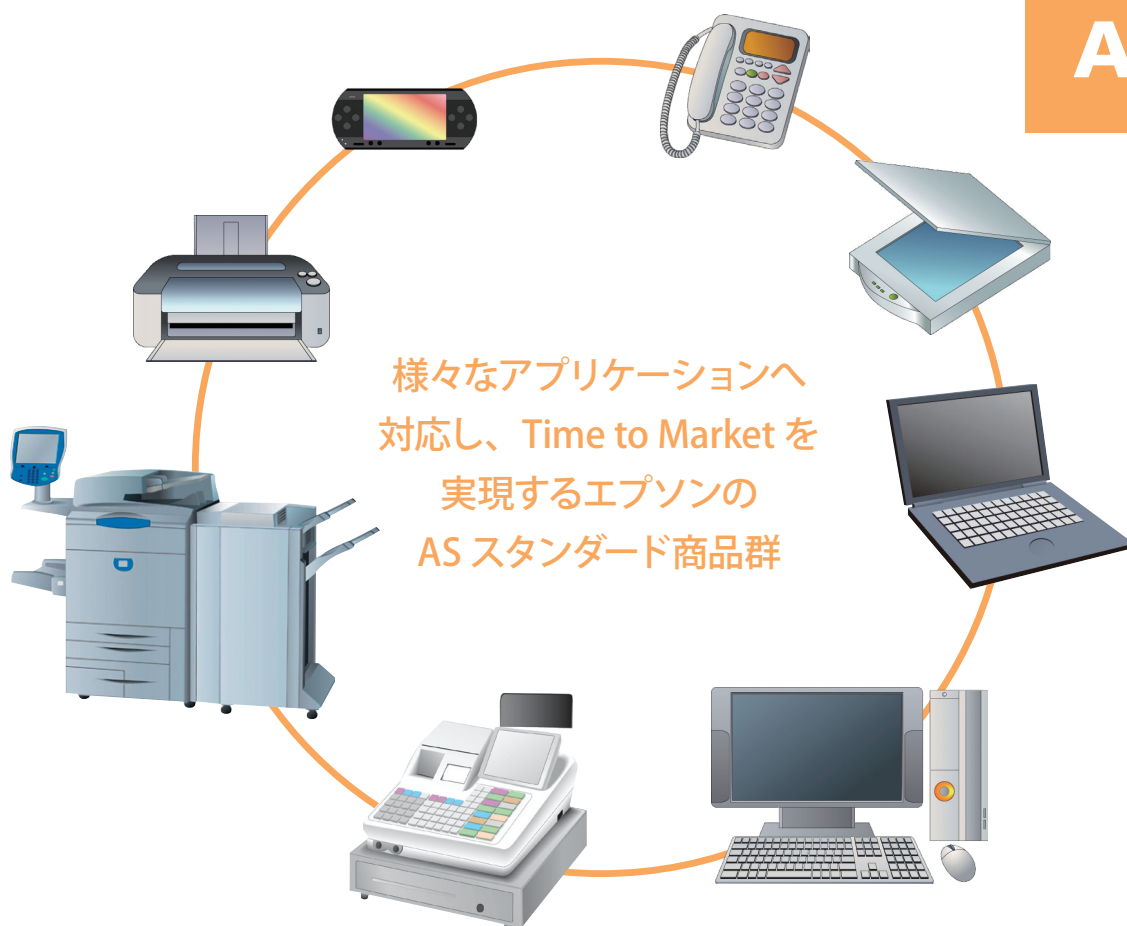 A
様々なアプリケーションへ
対応し、Time to Market を
実現するエプソンの
AS スタンダード商品群